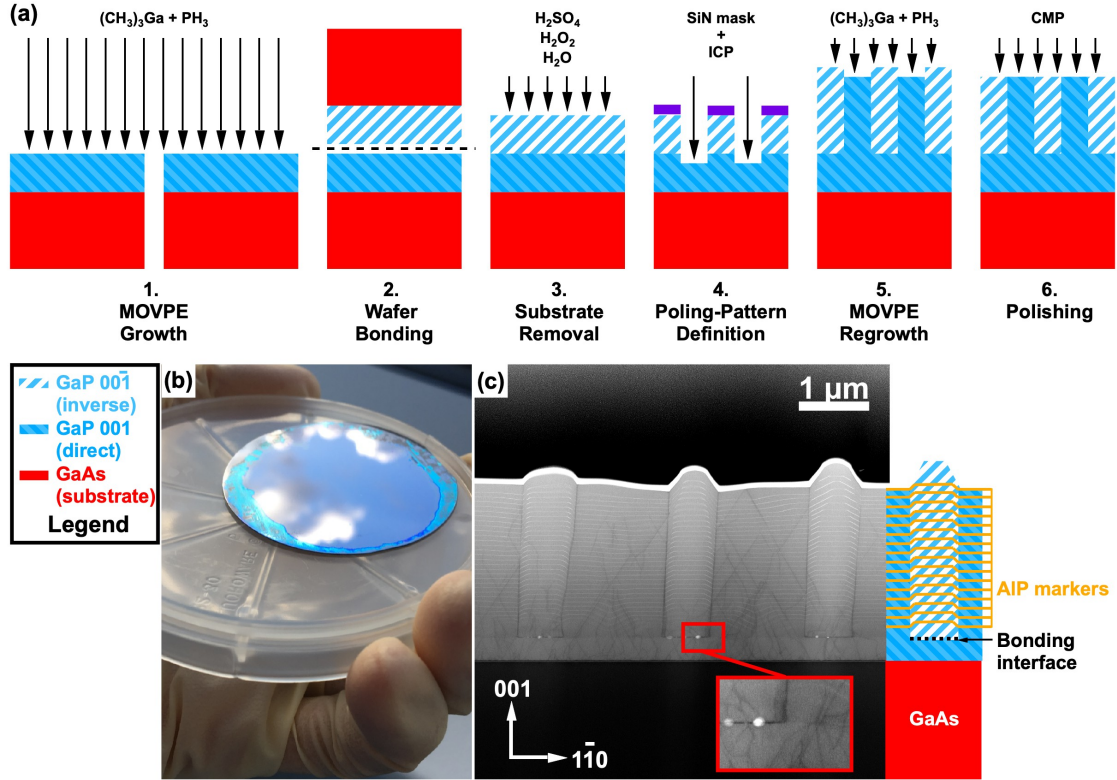 (a)
(CH₃)₃Ga + PH₃
H₂SO₄
H₂O₂
H₂O
SiN mask
+
ICP
(CH₃)₃Ga + PH₃
CMP
1.
MOVPE
Growth
2.
Wafer
Bonding
3.
Substrate
Removal
4.
Poling-Pattern
Definition
5.
MOVPE
Regrowth
6.
Polishing
GaP 001̄
(inverse)
GaP 001
(direct)
GaAs
(substrate)
Legend
(b)
(c)
1 µm
AlP markers
Bonding
interface
GaAs
001
11̄0